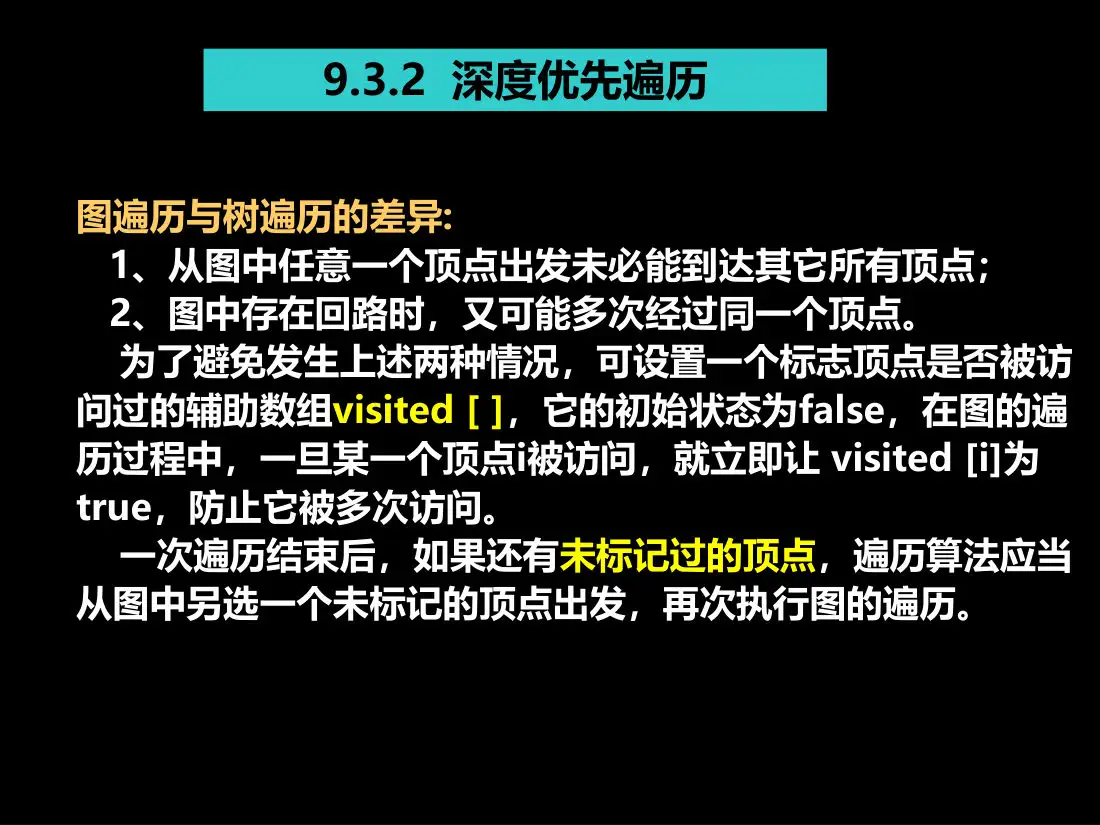 9.3.2 深度优先遍历
图遍历与树遍历的差异:
1、从图中任意一个顶点出发未必能到达其它所有顶点；
2、图中存在回路时，又可能多次经过同一个顶点。
为了避免发生上述两种情况，可设置一个标志顶点是否被访
问过的辅助数组visited [ ]，它的初始状态为false，在图的遍
历过程中，一旦某一个顶点i被访问，就立即让 visited [i]为
true，防止它被多次访问。
一次遍历结束后，如果还有未标记过的顶点，遍历算法应当
从图中另选一个未标记的顶点出发，再次执行图的遍历。